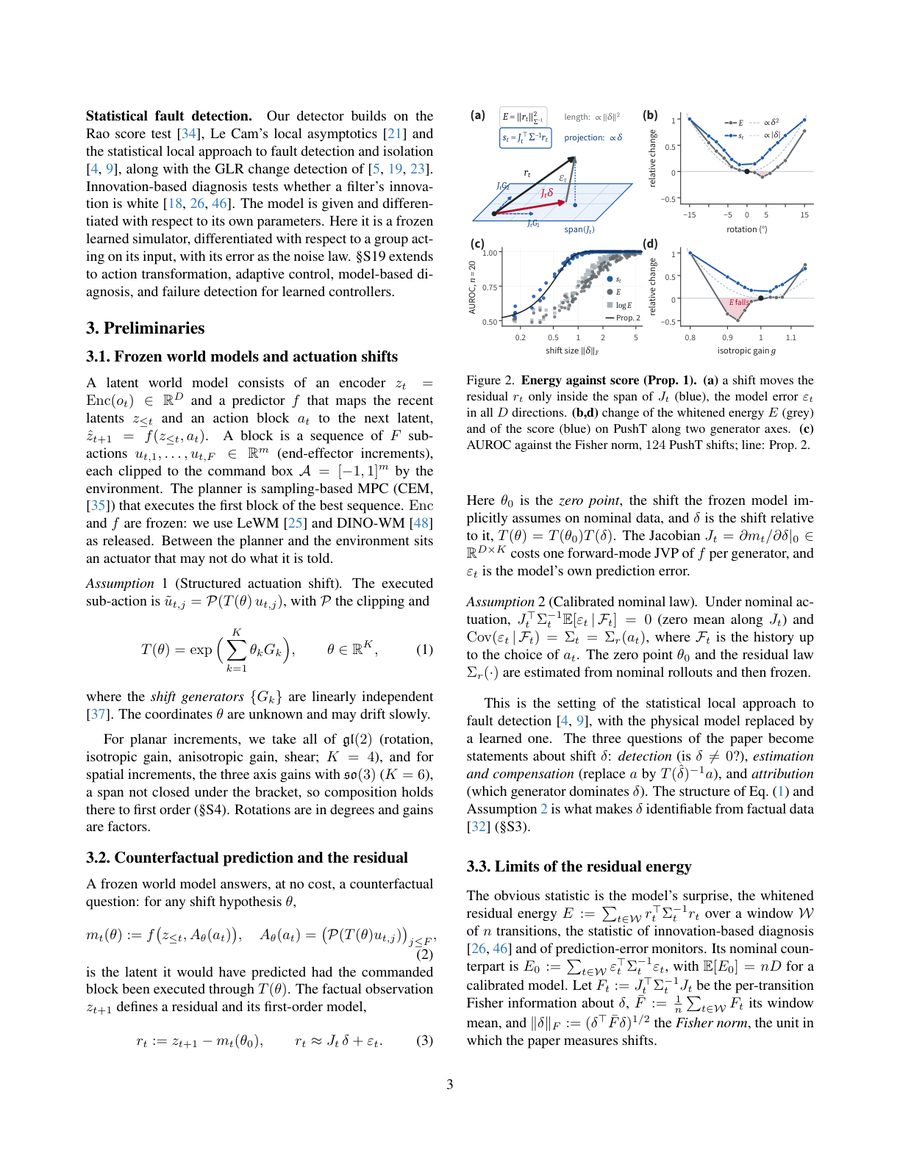 Statistical fault detection. Our detector builds on the
Rao score test [34], Le Cam's local asymptotics [21] and
the statistical local approach to fault detection and isolation
[4, 9], along with the GLR change detection of [5, 19, 23].
Innovation-based diagnosis tests whether a filter's innova-
tion is white [18, 26, 46]. The model is given and differen-
tiated with respect to its own parameters. Here it is a frozen
learned simulator, differentiated with respect to a group act-
ing on its input, with its error as the noise law. §S19 extends
to action transformation, adaptive control, model-based di-
agnosis, and failure detection for learned controllers.
3. Preliminaries
3.1. Frozen world models and actuation shifts
A latent world model consists of an encoder z_t =
Enc(o_t) ∈ ℝ^D and a predictor f that maps the recent
latents z_{≤t} and an action block a_t to the next latent,
ẑ_{t+1} = f(z_{≤t}, a_t). A block is a sequence of F sub-
actions u_{t,1}, . . . , u_{t,F} ∈ ℝ^m (end-effector increments),
each clipped to the command box 𝒜 = [−1, 1]^m by the
environment. The planner is sampling-based MPC (CEM,
[35]) that executes the first block of the best sequence. Enc
and f are frozen: we use LeWM [25] and DINO-WM [48]
as released. Between the planner and the environment sits
an actuator that may not do what it is told.
Assumption 1 (Structured actuation shift). The executed
sub-action is ũ_{t,j} = 𝒫(T(θ) u_{t,j}), with 𝒫 the clipping and
T(θ) = exp(∑_{k=1}^{K} θ_k G_k), θ ∈ ℝ^K, (1)
where the shift generators {G_k} are linearly independent
[37]. The coordinates θ are unknown and may drift slowly.
For planar increments, we take all of 𝔤𝔩(2) (rotation,
isotropic gain, anisotropic gain, shear; K = 4), and for
spatial increments, the three axis gains with 𝔰𝔬(3) (K = 6),
a span not closed under the bracket, so composition holds
there to first order (§S4). Rotations are in degrees and gains
are factors.
3.2. Counterfactual prediction and the residual
A frozen world model answers, at no cost, a counterfactual
question: for any shift hypothesis θ,
m_t(θ) := f(z_{≤t}, A_θ(a_t)), A_θ(a_t) = (𝒫(T(θ)u_{t,j}))_{j≤F},
(2)
is the latent it would have predicted had the commanded
block been executed through T(θ). The factual observation
z_{t+1} defines a residual and its first-order model,
r_t := z_{t+1} − m_t(θ_0), r_t ≈ J_t δ + ε_t. (3)
(a)
E = ‖r_t‖²_{Σ⁻¹}
length: ∝‖δ‖²
s_t = J_t^⊤ Σ⁻¹ r_t
projection: ∝δ
r_t
ε_t
J_tG_2
J_tδ
J_tG_1
span(J_t)
(b)
relative change
1
0
−0.5
E
∝δ²
s_t
∝|δ|
−15
−5
0
5
15
rotation (°)
(c)
AUROC, n = 20
1.00
0.75
0.50
s_t
E
log E
Prop. 2
0.2
0.5
1
2
5
shift size ‖δ‖_F
(d)
relative change
1
0
−0.5
E falls
0.8
0.9
1
1.1
isotropic gain g
Figure 2. Energy against score (Prop. 1). (a) a shift moves the
residual r_t only inside the span of J_t (blue), the model error ε_t
in all D directions. (b,d) change of the whitened energy E (grey)
and of the score (blue) on PushT along two generator axes. (c)
AUROC against the Fisher norm, 124 PushT shifts; line: Prop. 2.
Here θ_0 is the zero point, the shift the frozen model im-
plicitly assumes on nominal data, and δ is the shift relative
to it, T(θ) = T(θ_0)T(δ). The Jacobian J_t = ∂m_t/∂δ|_0 ∈
ℝ^{D×K} costs one forward-mode JVP of f per generator, and
ε_t is the model's own prediction error.
Assumption 2 (Calibrated nominal law). Under nominal ac-
tuation, J_t^⊤Σ_t^{−1}𝔼[ε_t | ℱ_t] = 0 (zero mean along J_t) and
Cov(ε_t | ℱ_t) = Σ_t = Σ_r(a_t), where ℱ_t is the history up
to the choice of a_t. The zero point θ_0 and the residual law
Σ_r(·) are estimated from nominal rollouts and then frozen.
This is the setting of the statistical local approach to
fault detection [4, 9], with the physical model replaced by
a learned one. The three questions of the paper become
statements about shift δ: detection (is δ ≠ 0?), estimation
and compensation (replace a by T(δ̂)^{−1}a), and attribution
(which generator dominates δ). The structure of Eq. (1) and
Assumption 2 is what makes δ identifiable from factual data
[32] (§S3).
3.3. Limits of the residual energy
The obvious statistic is the model's surprise, the whitened
residual energy E := ∑_{t∈𝒲} r_t^⊤Σ_t^{−1}r_t over a window 𝒲
of n transitions, the statistic of innovation-based diagnosis
[26, 46] and of prediction-error monitors. Its nominal coun-
terpart is E_0 := ∑_{t∈𝒲} ε_t^⊤Σ_t^{−1}ε_t, with 𝔼[E_0] = nD for a
calibrated model. Let F_t := J_t^⊤Σ_t^{−1}J_t be the per-transition
Fisher information about δ, F̄ := 1/n ∑_{t∈𝒲} F_t its window
mean, and ‖δ‖_F := (δ^⊤F̄δ)^{1/2} the Fisher norm, the unit in
which the paper measures shifts.
3